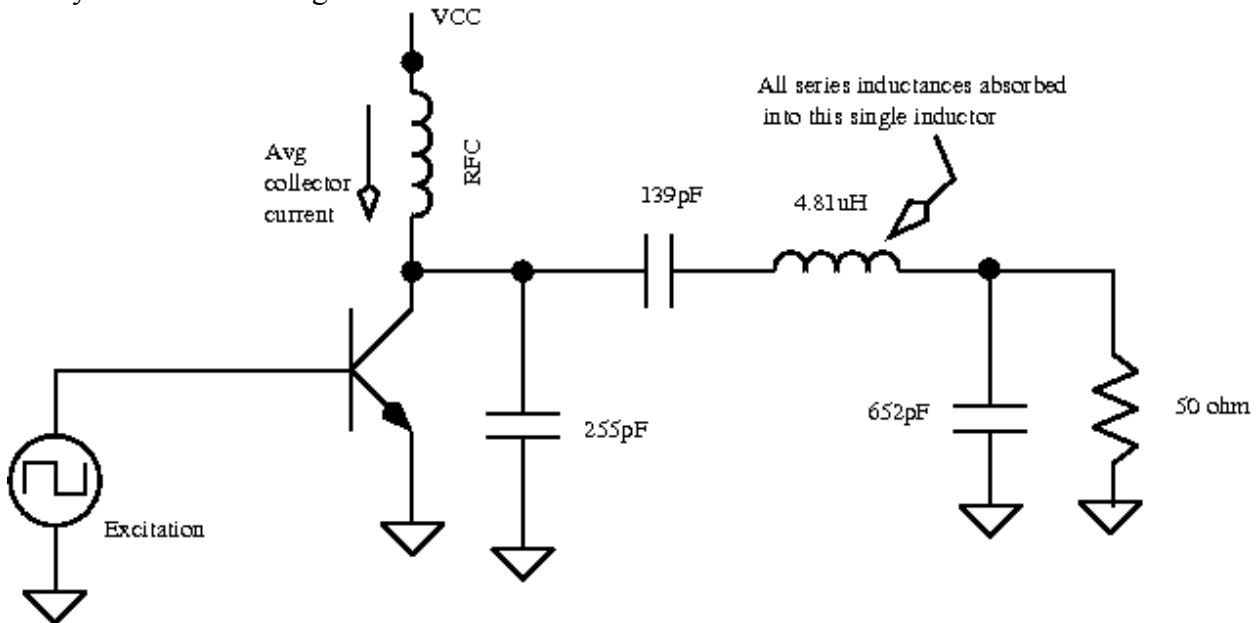 VCC
All series inductances absorbed
into this single inductor
Avg
collector
current
RFC
139pF
4.81uH
255pF
652pF
50 ohm
Excitation